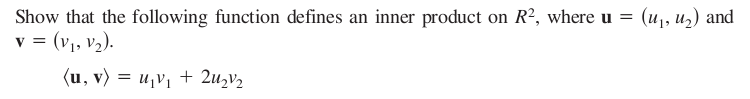 Show that the following function defines an inner product on R², where u = (u₁, u₂) and
v = (v₁, v₂).
⟨u, v⟩ = u₁v₁ + 2u₂v₂